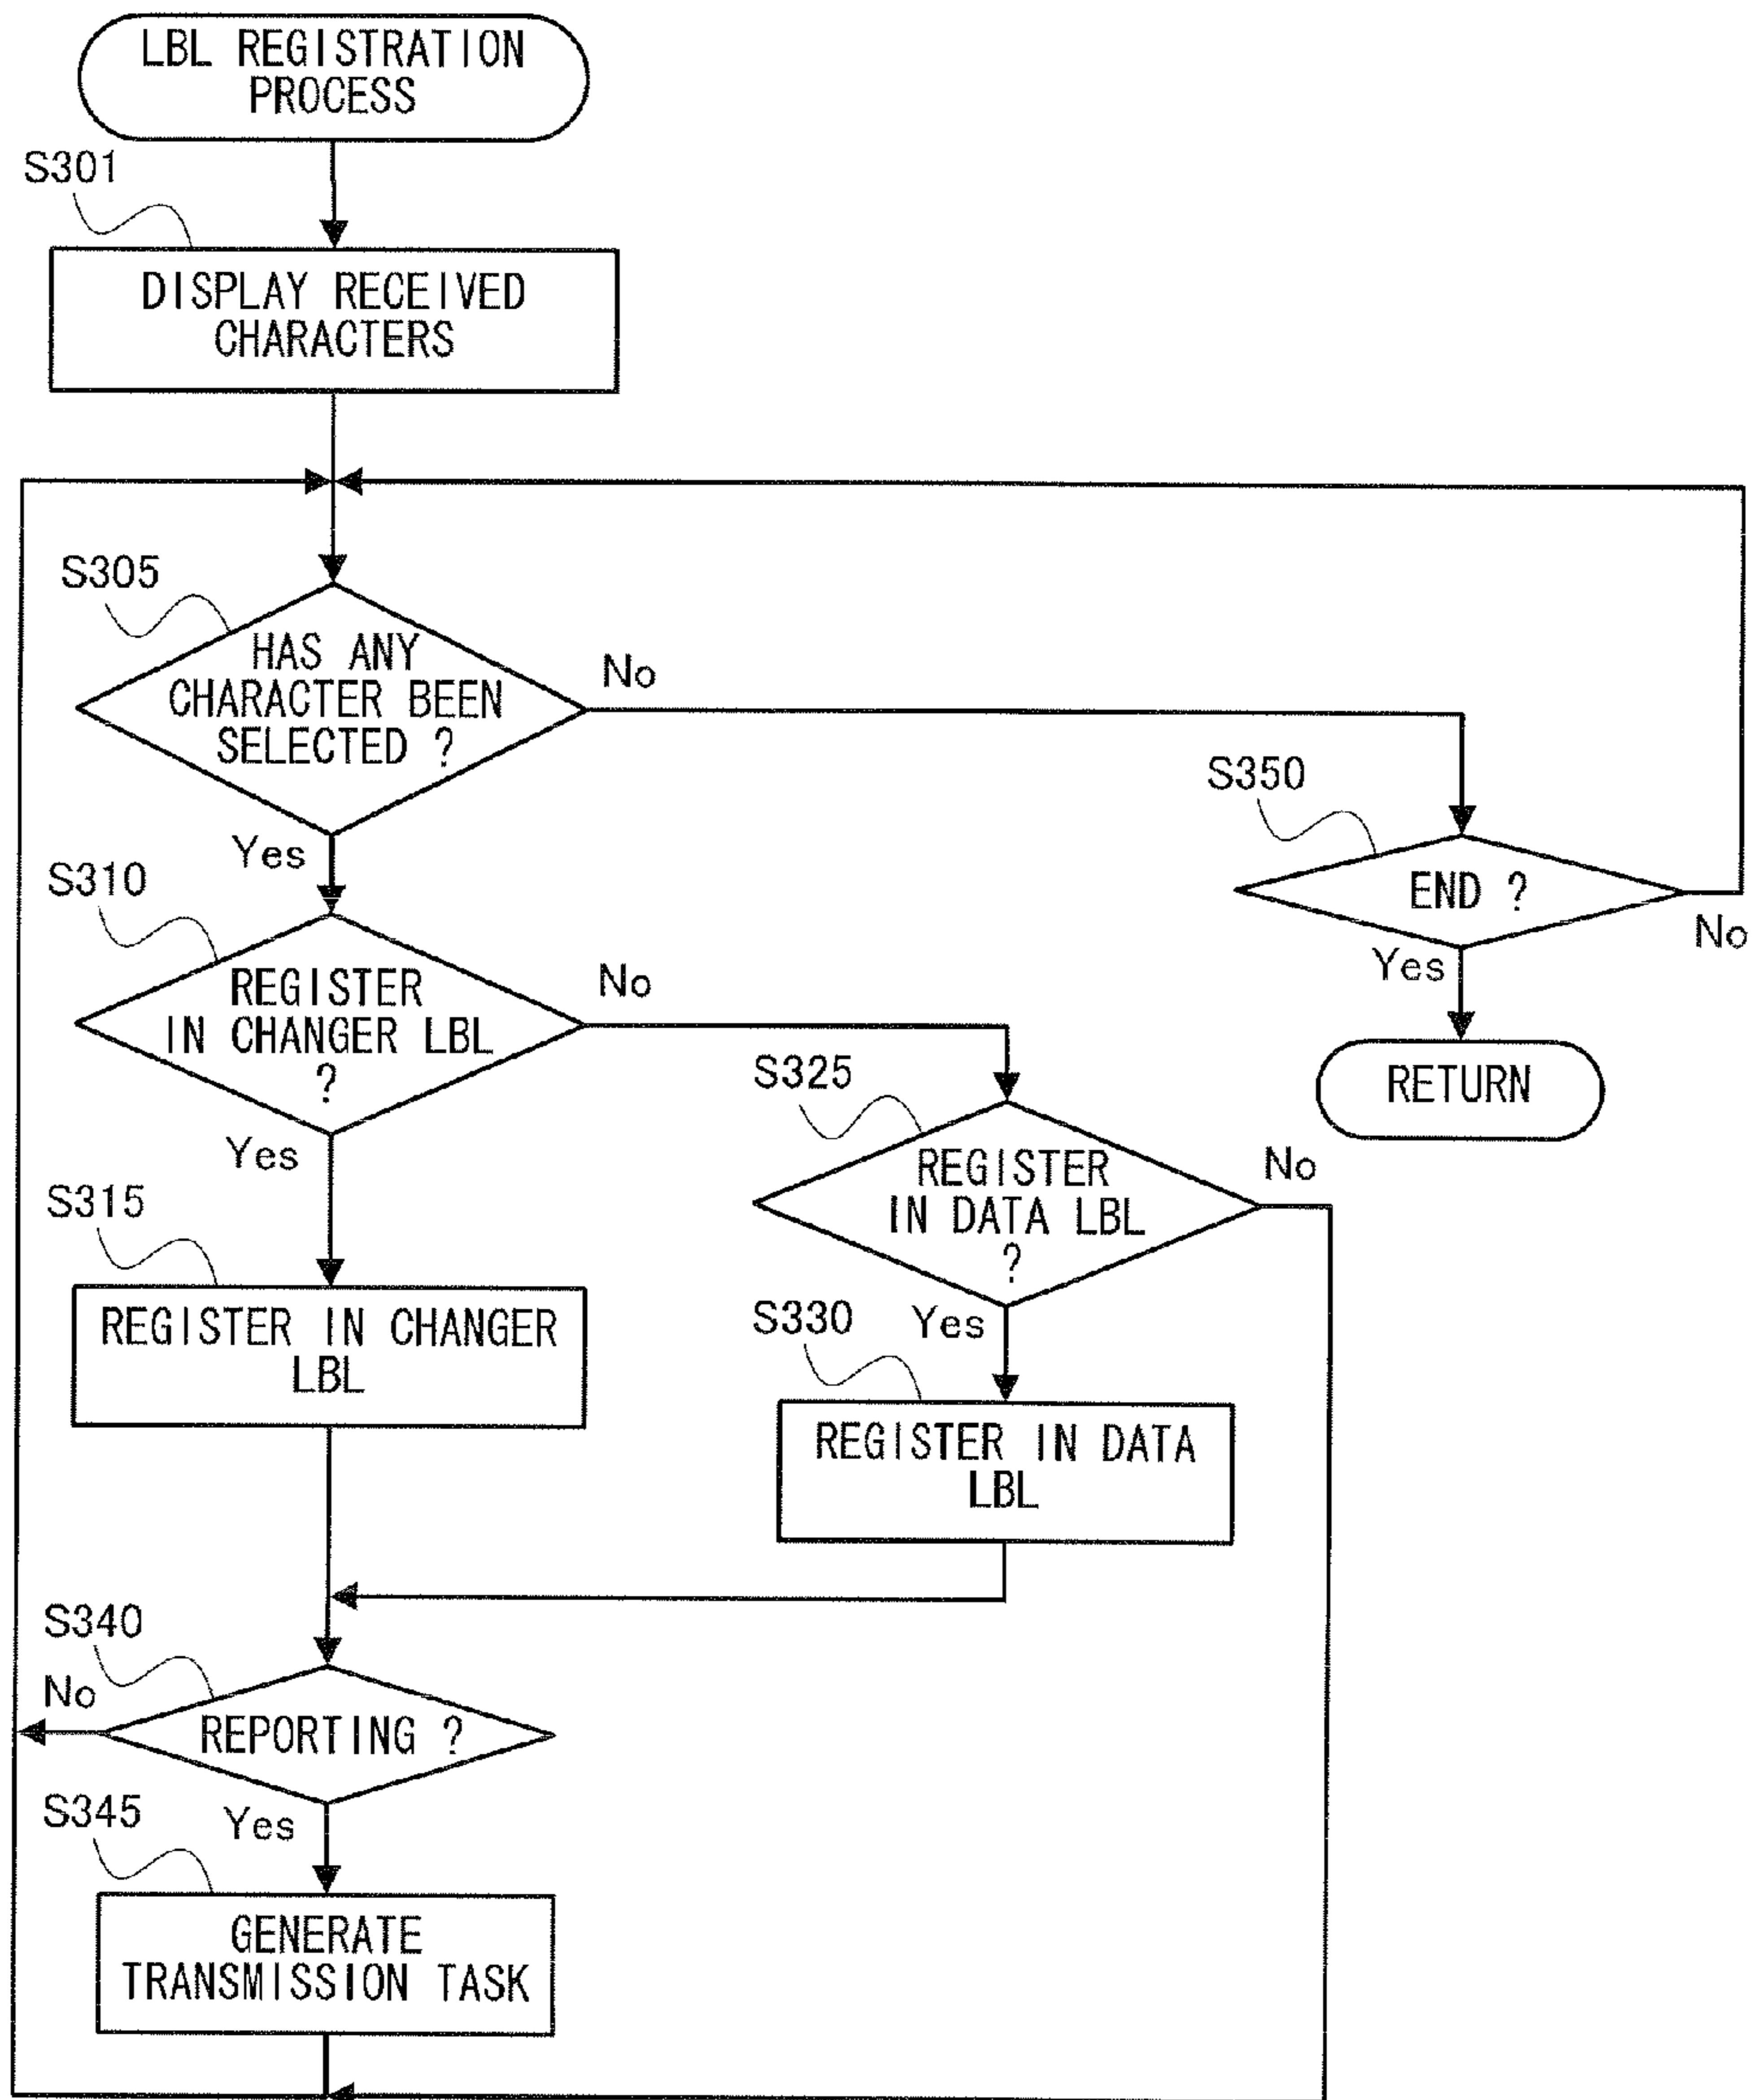 LBL REGISTRATION
PROCESS
S301
DISPLAY RECEIVED
CHARACTERS
S305
HAS ANY
CHARACTER BEEN
SELECTED ?
No
Yes
S350
END ?
No
Yes
RETURN
S310
REGISTER
IN CHANGER LBL
?
No
Yes
S325
REGISTER
IN DATA LBL
?
No
Yes
S315
REGISTER IN CHANGER
LBL
S330
REGISTER IN DATA
LBL
S340
No
REPORTING ?
Yes
S345
GENERATE
TRANSMISSION TASK